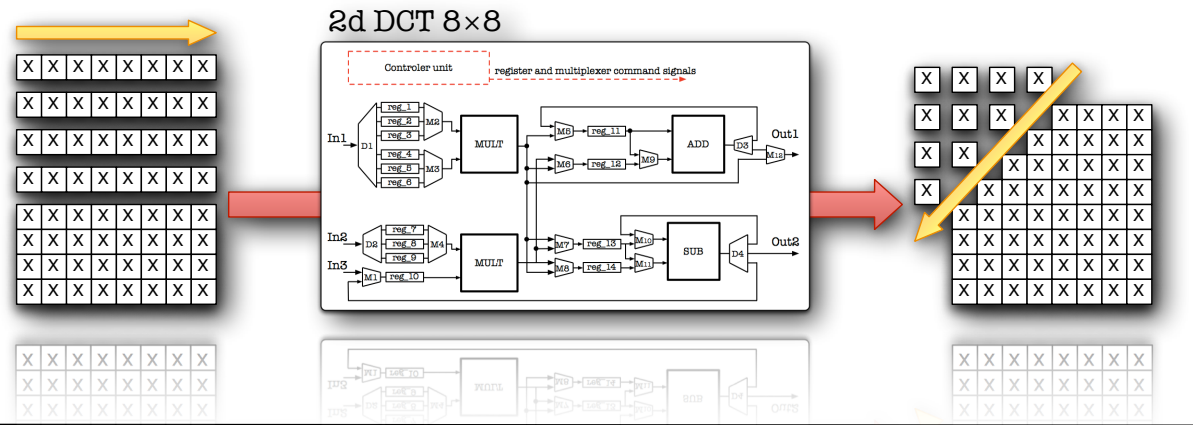 2d DCT 8×8
X X X X X X X X
X X X X X X X X
X X X X X X X X
X X X X X X X X
X X X X X X X X
X X X X X X X X
X X X X X X X X
X X X X X X X X
Controler unit
register and multiplexer command signals
In1
D1
reg_1
reg_2
reg_3
reg_4
reg_5
reg_6
M2
M3
MULT
M5
reg_11
M6
reg_12
M9
ADD
D3
M12
Out1
In2
D2
reg_7
reg_8
reg_9
M4
In3
M1
reg_10
MULT
M7
reg_13
M8
reg_14
M10
M11
SUB
D4
Out2
X X X X
X X X X X X X X X
X X X X X X X
X X X X X X X X
X X X X X X X X
X X X X X X X X
X X X X X X X X
X X X X X X X X
X X X X X X X X
X X X X X X X X
X X X X X X X X
X X X X X X X X
X X X X X X X X
X X X X X X X X